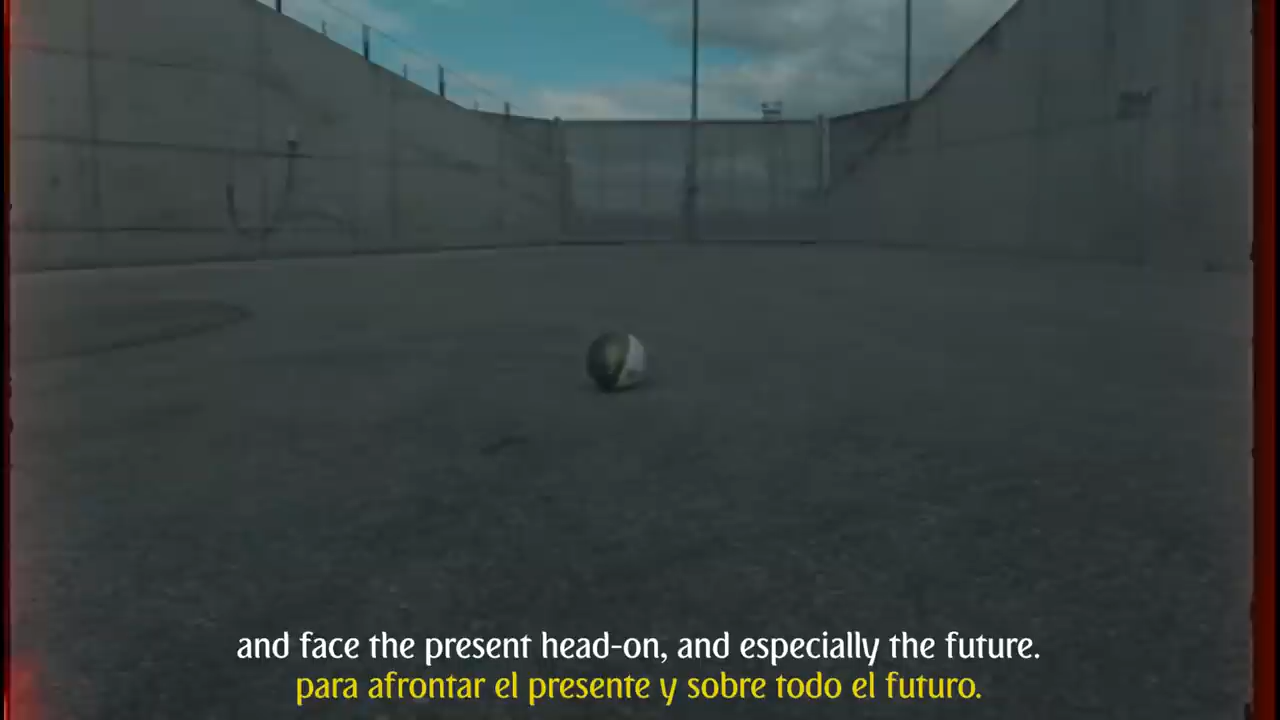 and face the present head-on, and especially the future.
para afrontar el presente y sobre todo el futuro.